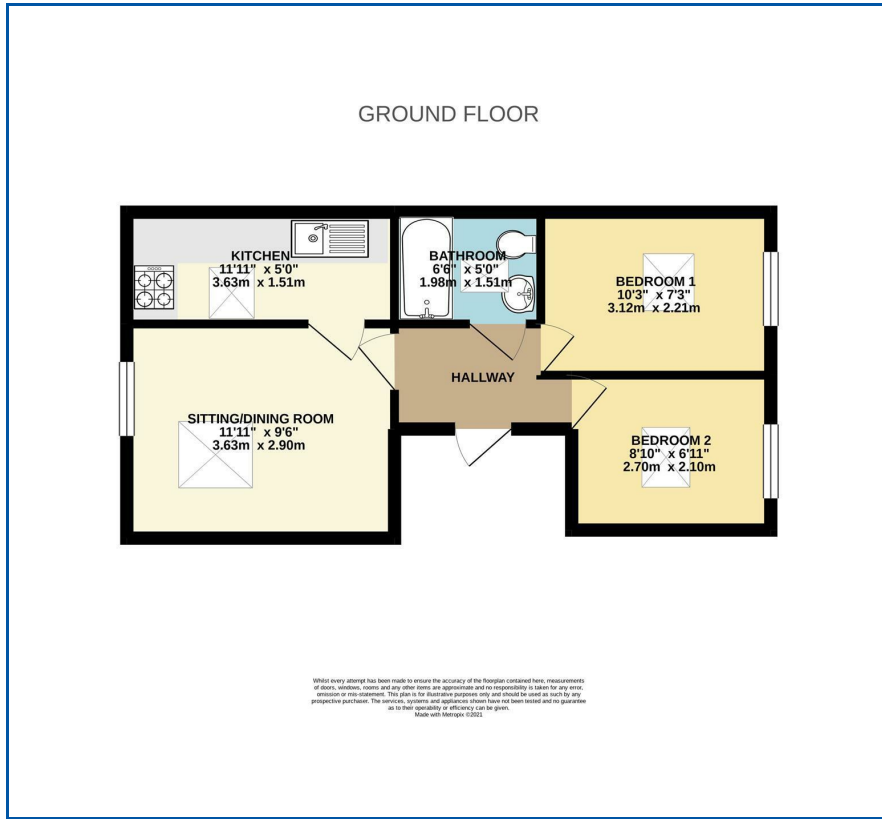 GROUND FLOOR
KITCHEN
11'11" x 5'0"
3.63m x 1.51m
BATHROOM
6'6" x 5'0"
1.98m x 1.51m
BEDROOM 1
10'3" x 7'3"
3.12m x 2.21m
HALLWAY
SITTING/DINING ROOM
11'11" x 9'6"
3.63m x 2.90m
BEDROOM 2
8'10" x 6'11"
2.70m x 2.10m
Whilst every attempt has been made to ensure the accuracy of the floorplan contained here, measurements
of doors, windows, rooms and any other items are approximate and no responsibility is taken for any error,
omission or mis-statement. This plan is for illustrative purposes only and should be used as such by any
prospective purchaser. The services, systems and appliances shown have not been tested and no guarantee
as to their operability or efficiency can be given.
Made with Metropix ©2021